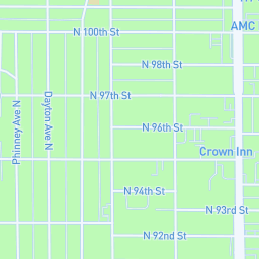 N 100th St
AMC
N 98th St
N 97th St
Phinney Ave N
Dayton Ave N
N 96th St
Crown Inn
N 94th St
N 93rd St
N 92nd St